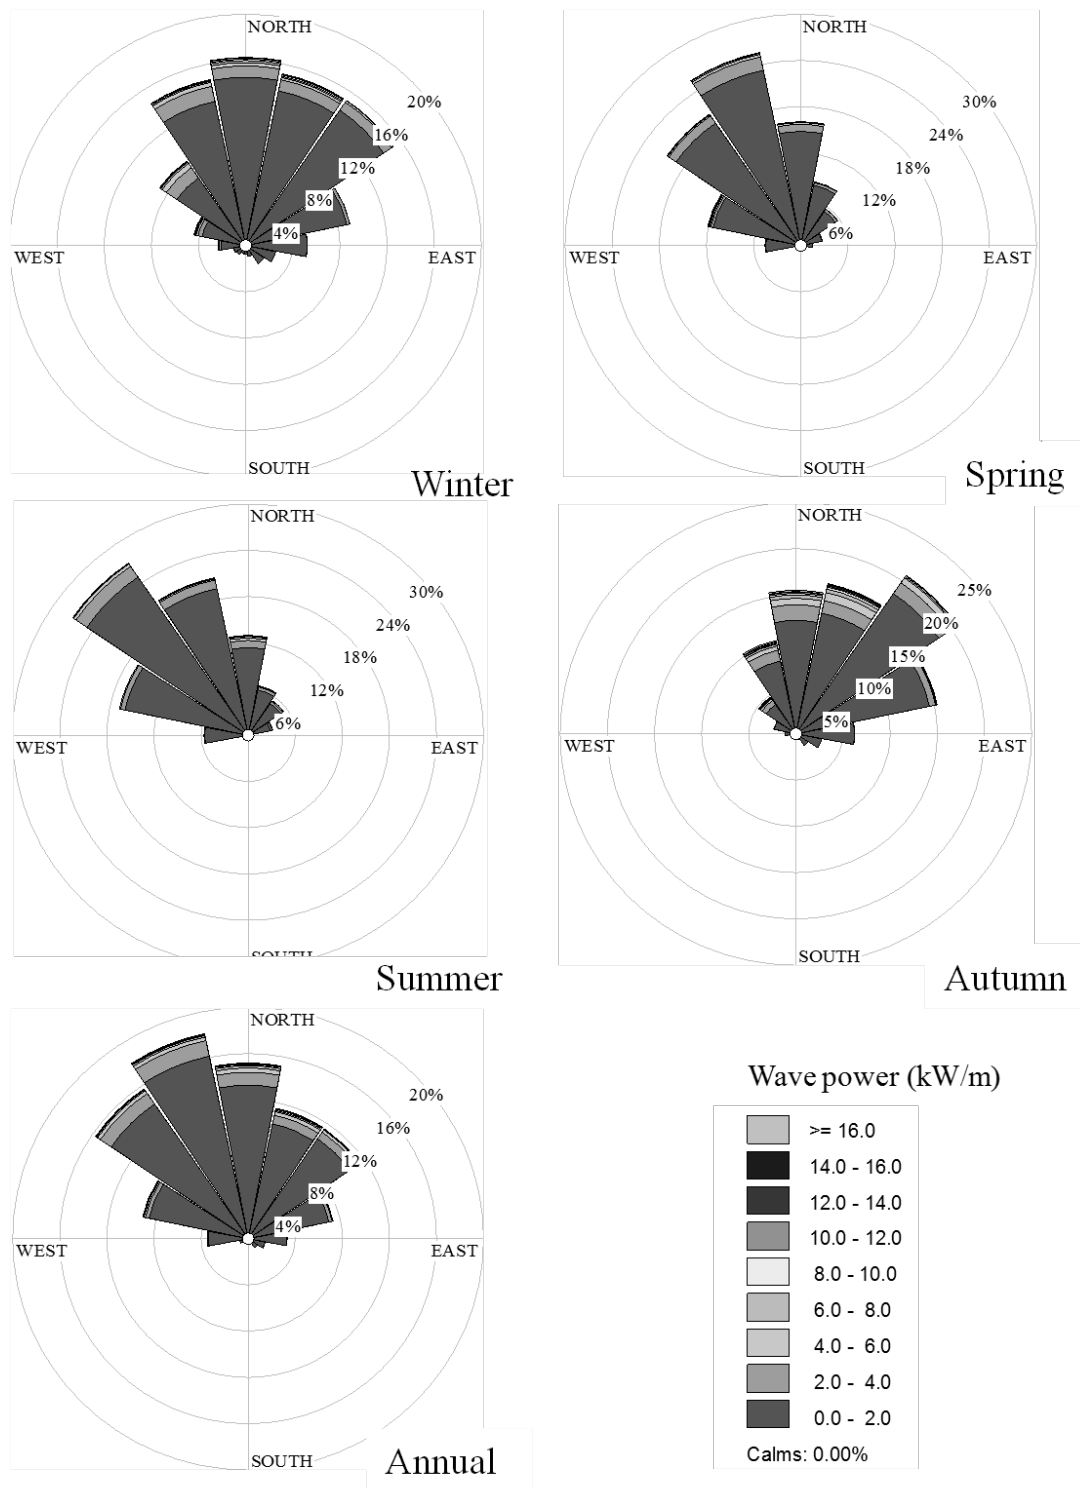 NORTH
20%
16%
12%
8%
4%
WEST
EAST
SOUTH
Winter
NORTH
30%
24%
18%
12%
6%
WEST
EAST
SOUTH
Spring
NORTH
30%
24%
18%
12%
6%
WEST
EAST
SOUTH
Summer
NORTH
25%
20%
15%
10%
5%
WEST
EAST
SOUTH
Autumn
NORTH
20%
16%
12%
8%
4%
WEST
EAST
SOUTH
Annual
Wave power (kW/m)
>= 16.0
14.0 - 16.0
12.0 - 14.0
10.0 - 12.0
8.0 - 10.0
6.0 - 8.0
4.0 - 6.0
2.0 - 4.0
0.0 - 2.0
Calms: 0.00%